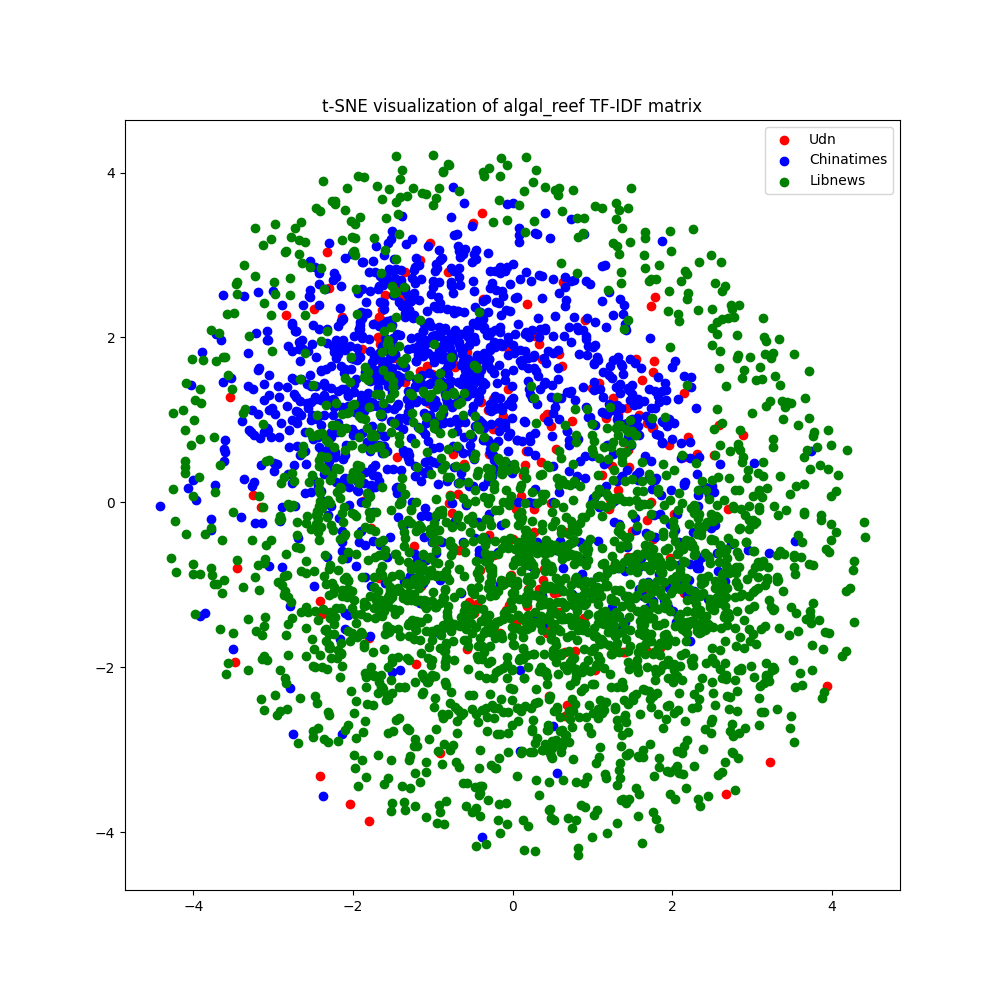 t-SNE visualization of algal_reef TF-IDF matrix
Udn
Chinatimes
Libnews
4
2
0
−2
−4
−4
−2
0
2
4